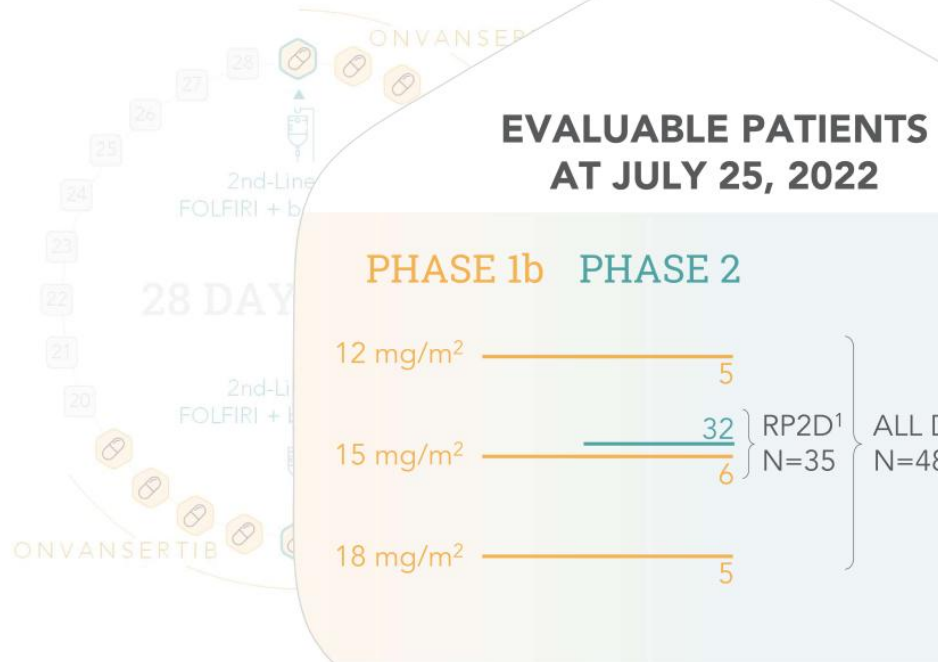 ONVANSER
28
27
26
25
24
23
22
21
20
2nd-Line
FOLFIRI + b
28 DAY
2nd-Li
FOLFIRI + b
ONVANSERTIB
EVALUABLE PATIENTS
AT JULY 25, 2022
PHASE 1b PHASE 2
12 mg/m²
5
32
15 mg/m²
6
RP2D¹
N=35
ALL D
N=48
18 mg/m²
5